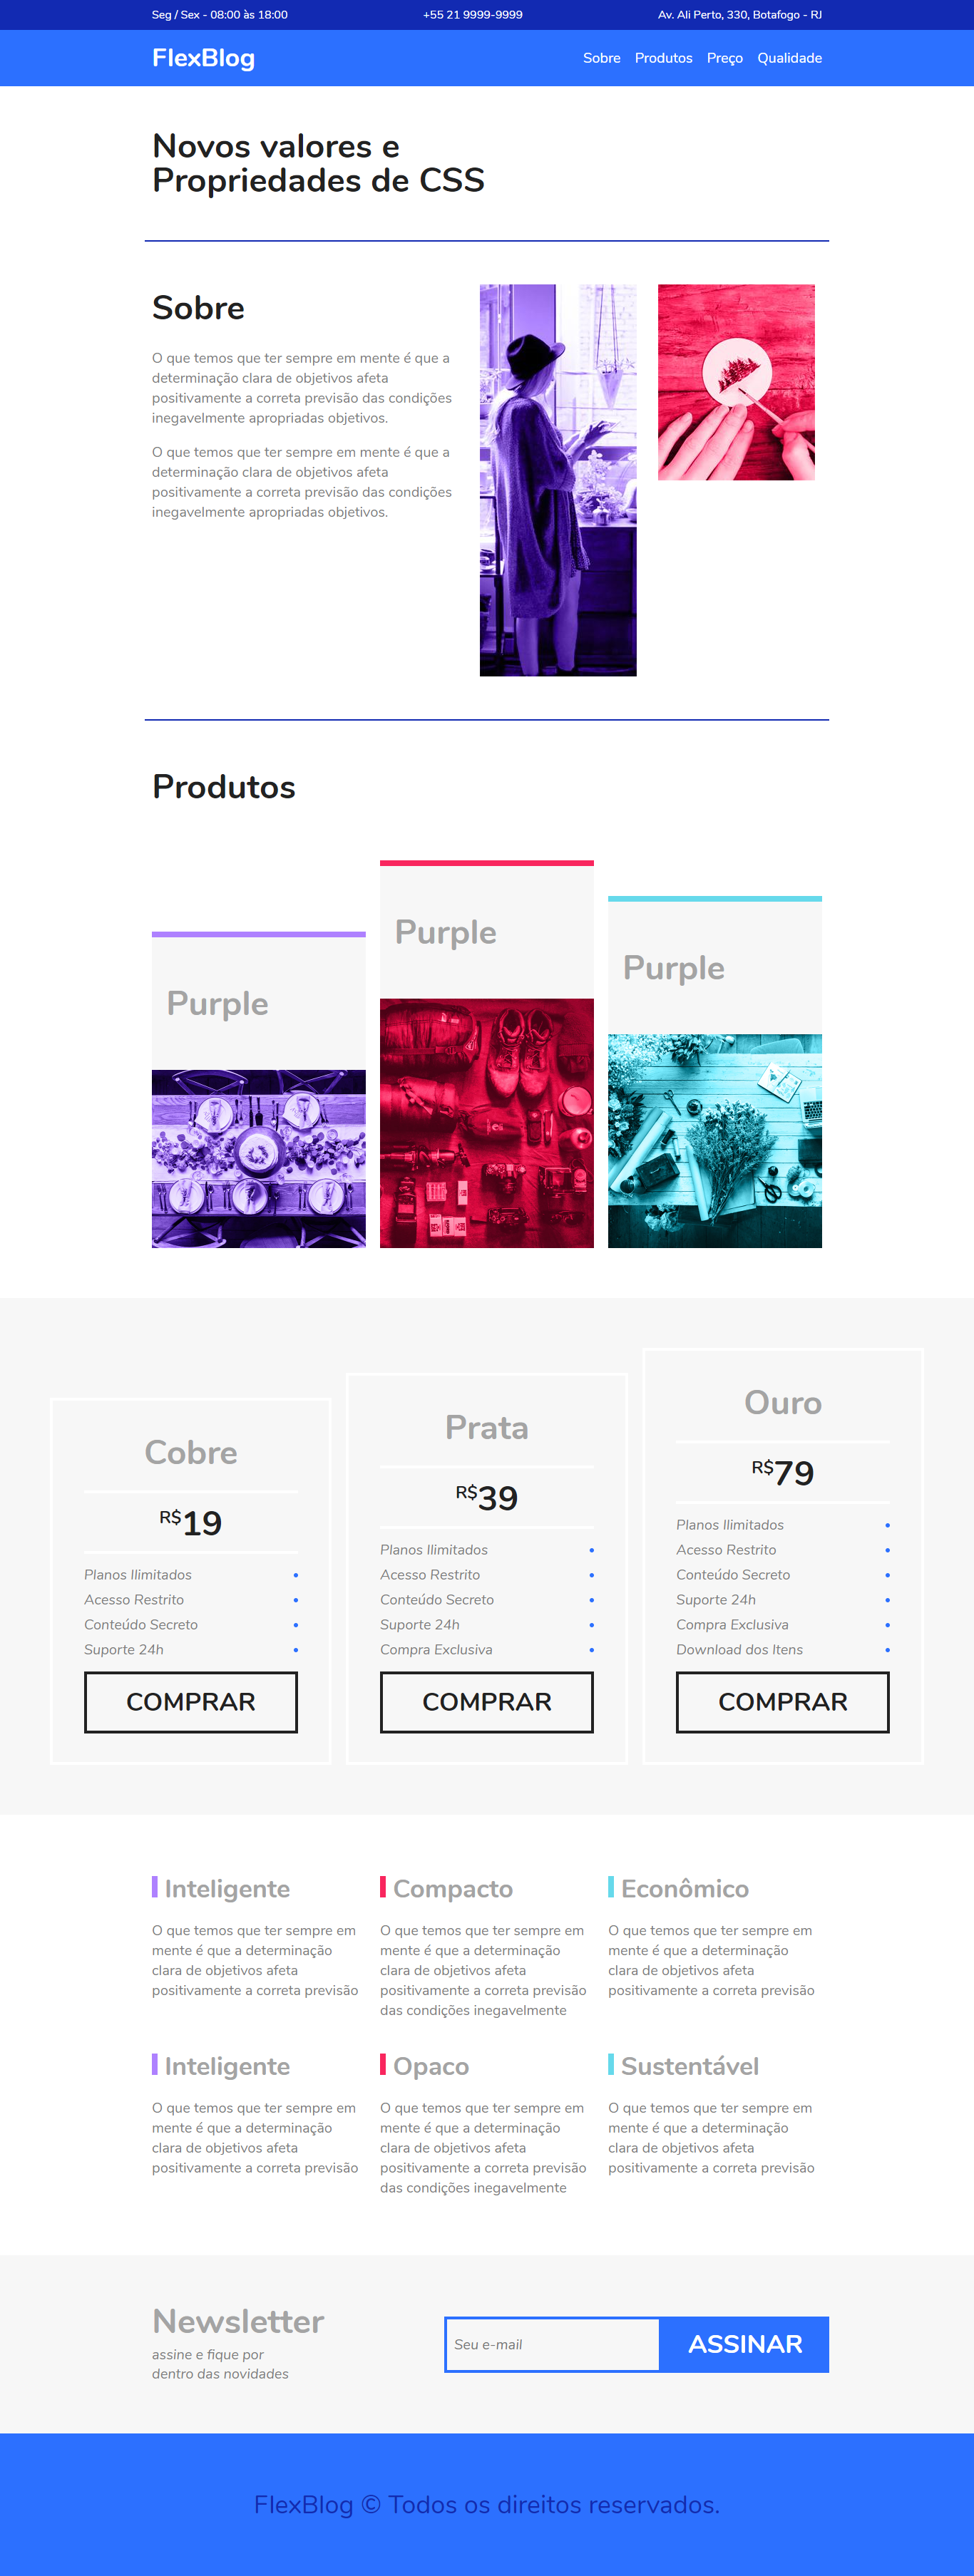 Seg / Sex - 08:00 às 18:00
+55 21 9999-9999
Av. Ali Perto, 330, Botafogo - RJ
FlexBlog
Sobre Produtos Preço Qualidade
Novos valores e
Propriedades de CSS
Sobre
O que temos que ter sempre em mente é que a
determinação clara de objetivos afeta
positivamente a correta previsão das condições
inegavelmente apropriadas objetivos.
O que temos que ter sempre em mente é que a
determinação clara de objetivos afeta
positivamente a correta previsão das condições
inegavelmente apropriadas objetivos.
Produtos
Purple
Purple
Purple
Cobre
R$19
Planos Ilimitados
Acesso Restrito
Conteúdo Secreto
Suporte 24h
COMPRAR
Prata
R$39
Planos Ilimitados
Acesso Restrito
Conteúdo Secreto
Suporte 24h
Compra Exclusiva
COMPRAR
Ouro
R$79
Planos Ilimitados
Acesso Restrito
Conteúdo Secreto
Suporte 24h
Compra Exclusiva
Download dos Itens
COMPRAR
Inteligente
O que temos que ter sempre em
mente é que a determinação
clara de objetivos afeta
positivamente a correta previsão
Compacto
O que temos que ter sempre em
mente é que a determinação
clara de objetivos afeta
positivamente a correta previsão
das condições inegavelmente
Econômico
O que temos que ter sempre em
mente é que a determinação
clara de objetivos afeta
positivamente a correta previsão
Inteligente
O que temos que ter sempre em
mente é que a determinação
clara de objetivos afeta
positivamente a correta previsão
Opaco
O que temos que ter sempre em
mente é que a determinação
clara de objetivos afeta
positivamente a correta previsão
das condições inegavelmente
Sustentável
O que temos que ter sempre em
mente é que a determinação
clara de objetivos afeta
positivamente a correta previsão
Newsletter
assine e fique por
dentro das novidades
Seu e-mail
ASSINAR
FlexBlog © Todos os direitos reservados.